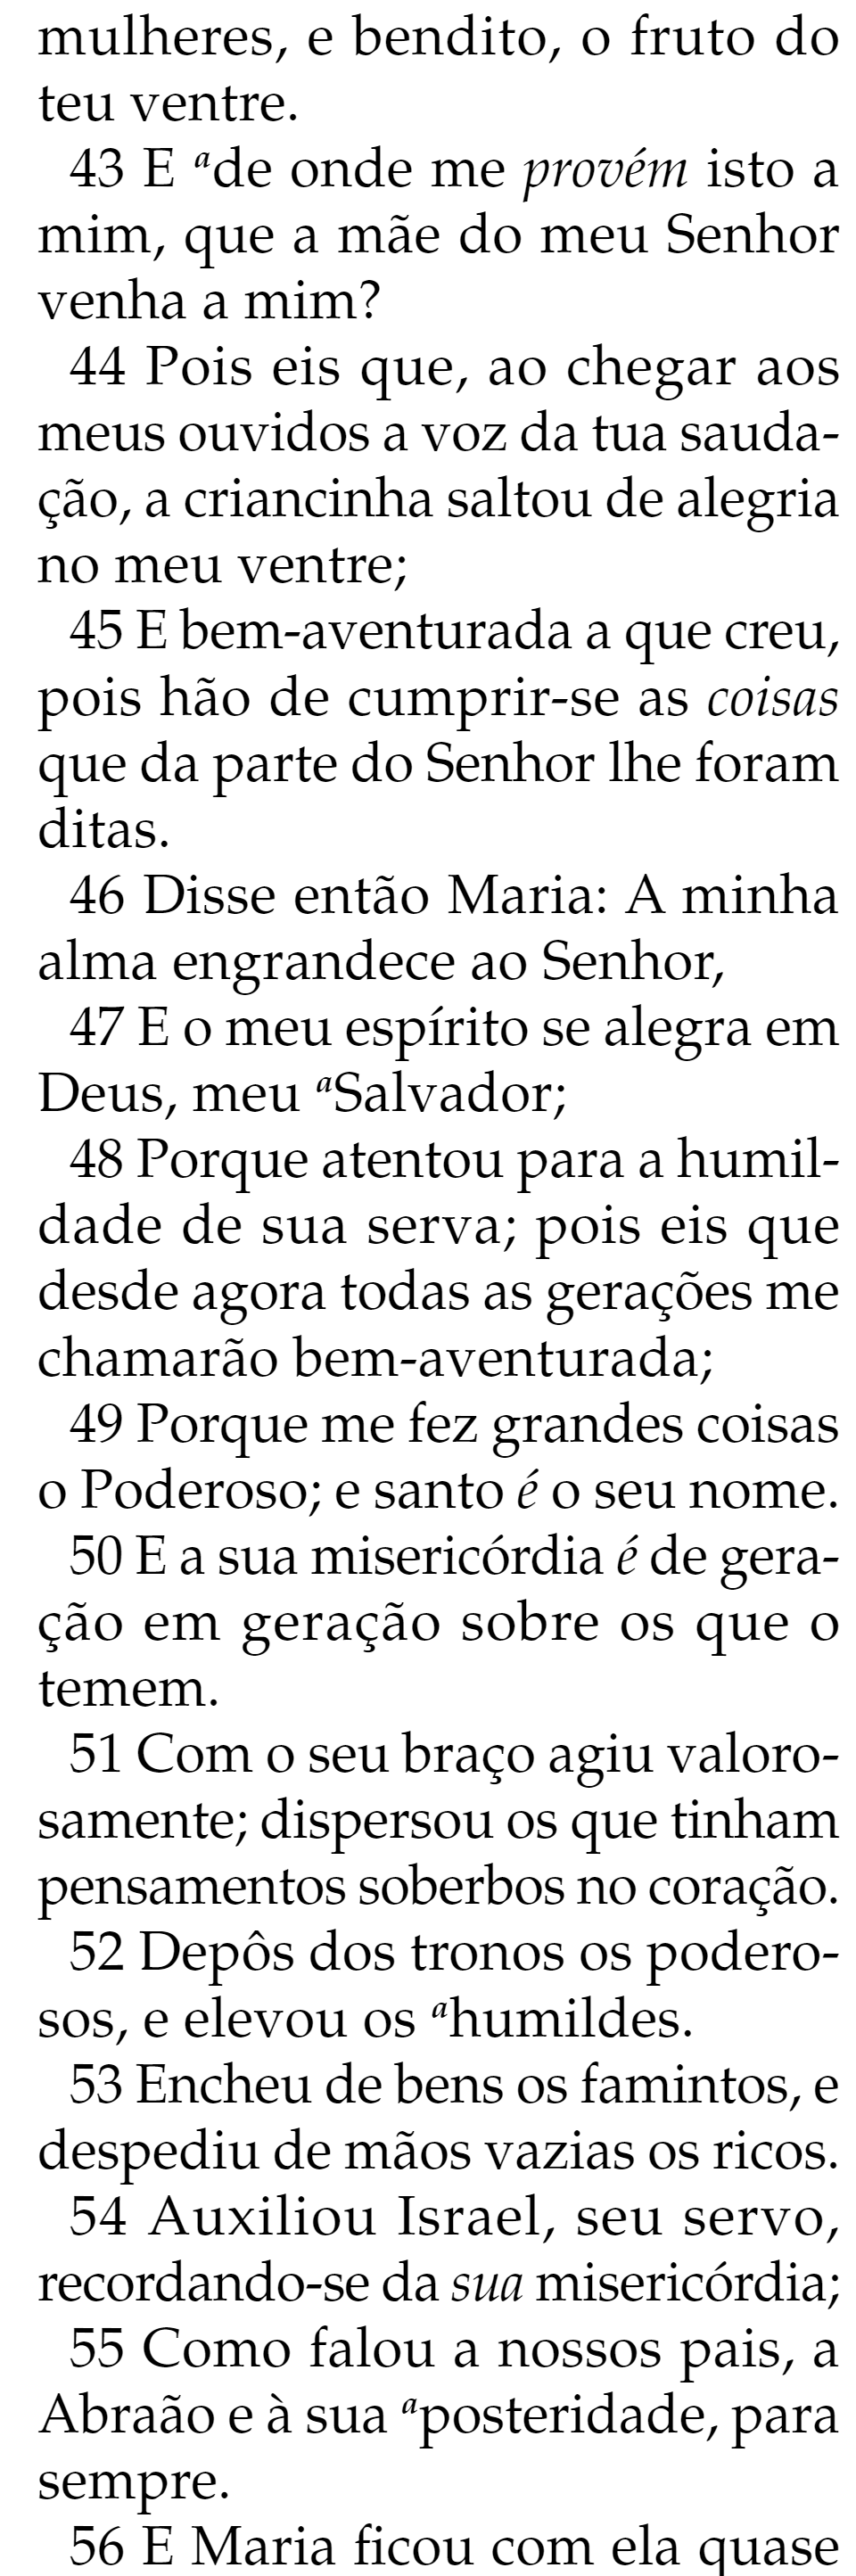 mulheres, e bendito, o fruto do
teu ventre.
43 E ᵃde onde me provém isto a
mim, que a mãe do meu Senhor
venha a mim?
44 Pois eis que, ao chegar aos
meus ouvidos a voz da tua sauda-
ção, a criancinha saltou de alegria
no meu ventre;
45 E bem-aventurada a que creu,
pois hão de cumprir-se as coisas
que da parte do Senhor lhe foram
ditas.
46 Disse então Maria: A minha
alma engrandece ao Senhor,
47 E o meu espírito se alegra em
Deus, meu ᵃSalvador;
48 Porque atentou para a humil-
dade de sua serva; pois eis que
desde agora todas as gerações me
chamarão bem-aventurada;
49 Porque me fez grandes coisas
o Poderoso; e santo é o seu nome.
50 E a sua misericórdia é de gera-
ção em geração sobre os que o
temem.
51 Com o seu braço agiu valoro-
samente; dispersou os que tinham
pensamentos soberbos no coração.
52 Depôs dos tronos os podero-
sos, e elevou os ᵃhumildes.
53 Encheu de bens os famintos, e
despediu de mãos vazias os ricos.
54 Auxiliou Israel, seu servo,
recordando-se da sua misericórdia;
55 Como falou a nossos pais, a
Abraão e à sua ᵃposteridade, para
sempre.
56 E Maria ficou com ela quase